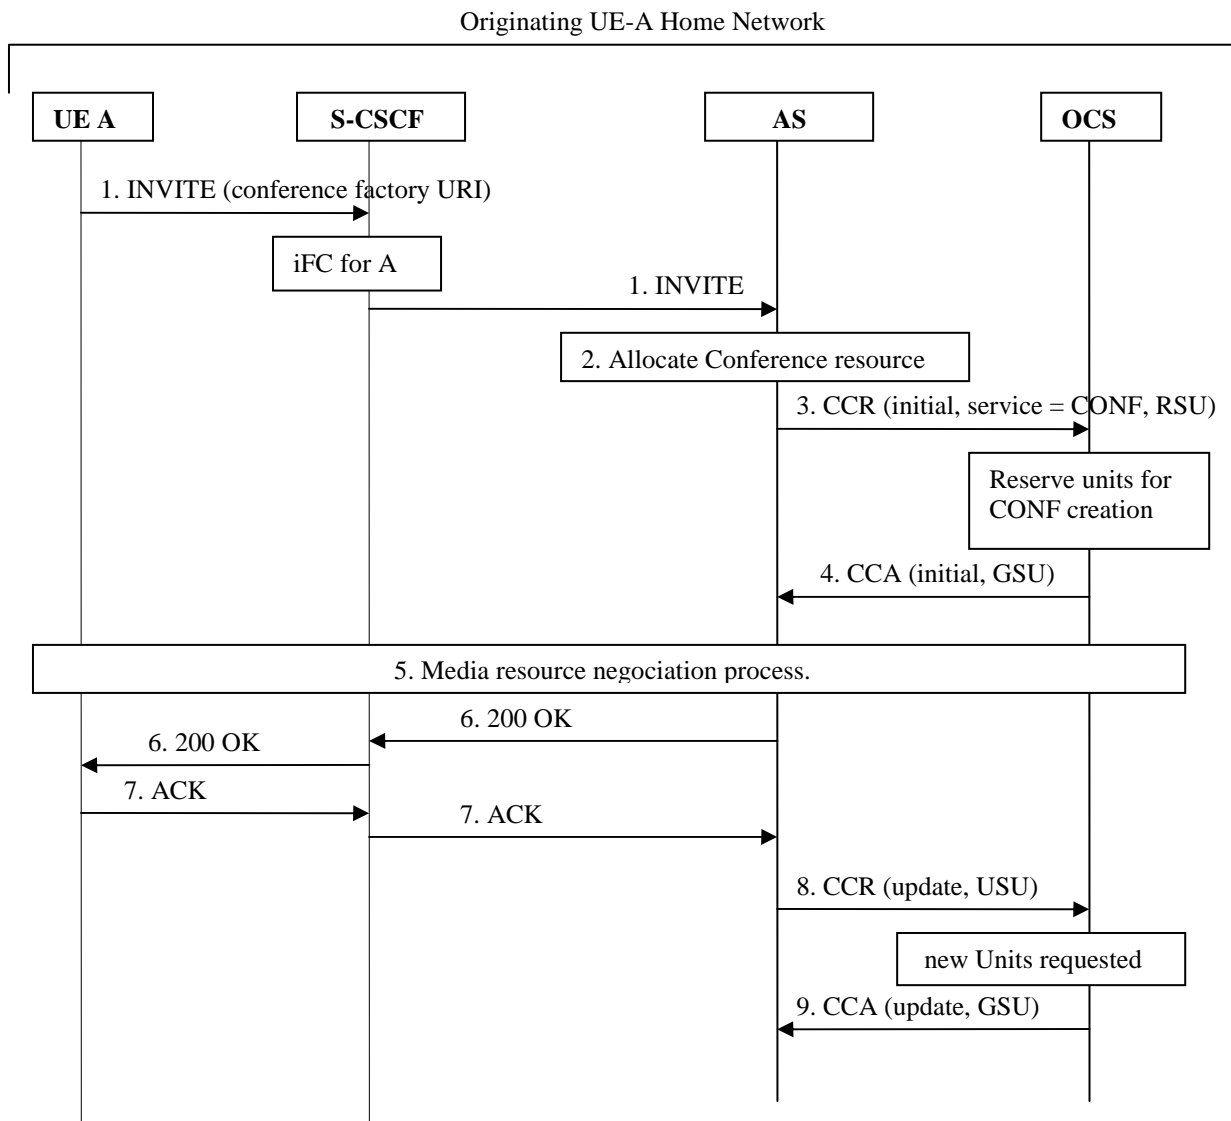 Originating UE-A Home Network
UE A
S-CSCF
AS
OCS
1. INVITE (conference factory URI)
iFC for A
1. INVITE
2. Allocate Conference resource
3. CCR (initial, service = CONF, RSU)
Reserve units for
CONF creation
4. CCA (initial, GSU)
5. Media resource negociation process.
6. 200 OK
6. 200 OK
7. ACK
7. ACK
8. CCR (update, USU)
new Units requested
9. CCA (update, GSU)